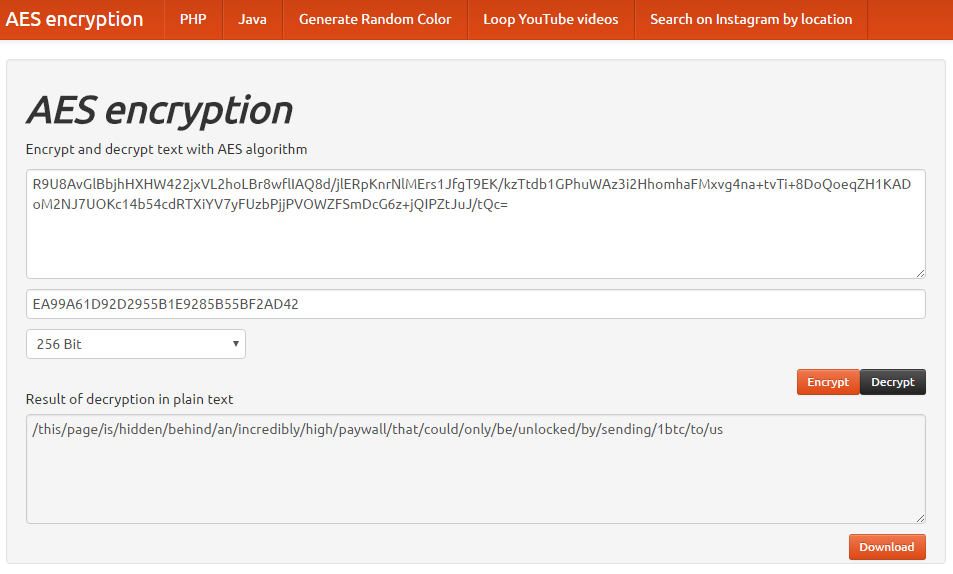 AES encryption PHP Java Generate Random Color Loop YouTube videos Search on Instagram by location
AES encryption
Encrypt and decrypt text with AES algorithm
R9U8AvGlBbjhHXHW422jxVL2hoLBr8wflIAQ8d/jlERpKnrNlMErs1JfgT9EK/kzTtdb1GPhuWAz3i2HhomhaFMxvg4na+tvTi+8DoQoeqZH1KAD
oM2NJ7UOKc14b54cdRTXiYV7yFUzbPjjPVOWZFSmDcG6z+jQIPZtJuJ/tQc=
EA99A61D92D2955B1E9285B55BF2AD42
256 Bit
Encrypt Decrypt
Result of decryption in plain text
/this/page/is/hidden/behind/an/incredibly/high/paywall/that/could/only/be/unlocked/by/sending/1btc/to/us
Download